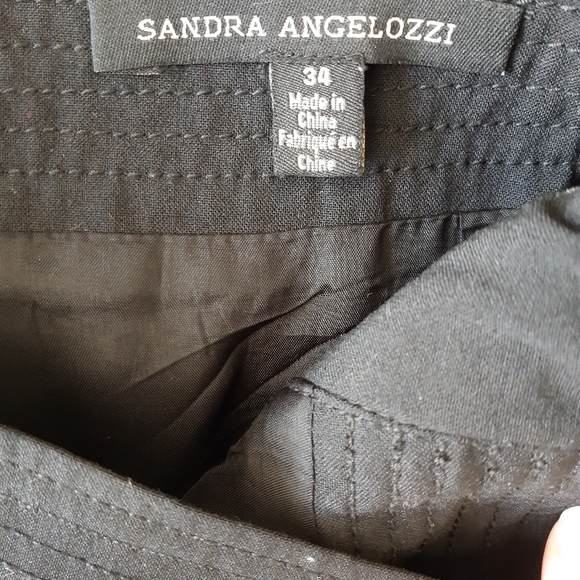 SANDRA ANGELOZZI
34
Made in
China
Fabriqué en
Chine